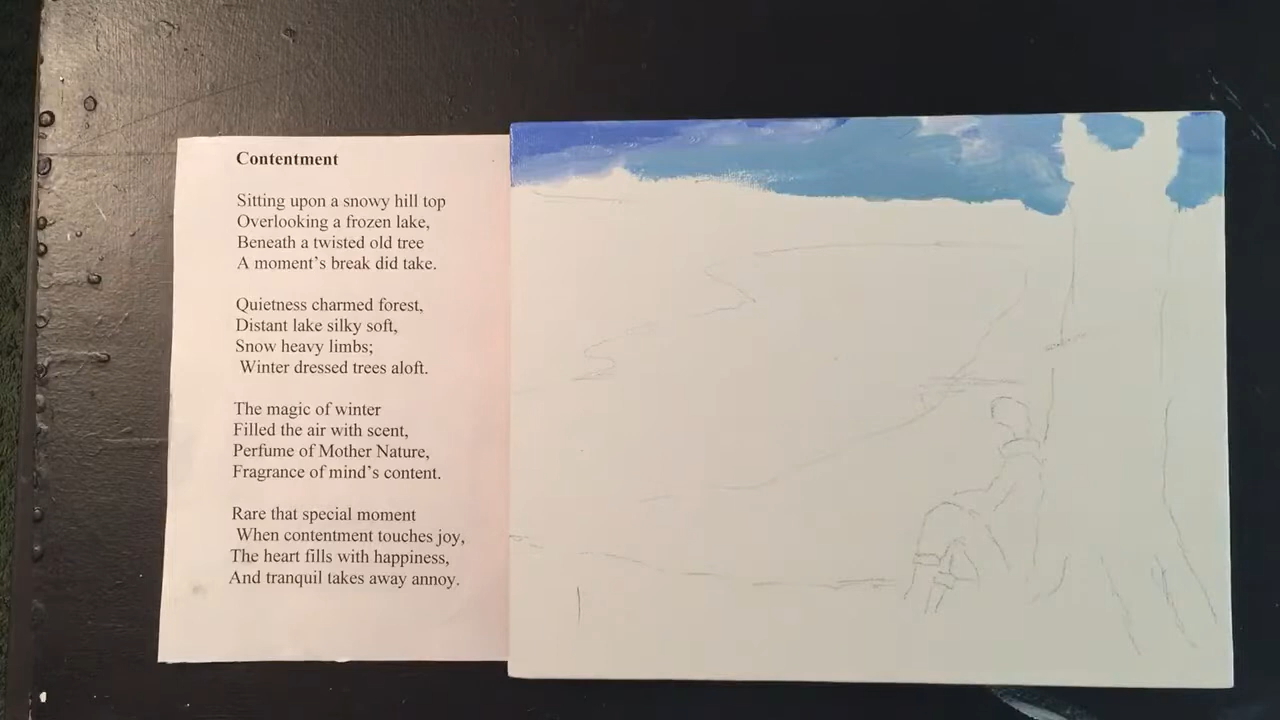 Contentment
Sitting upon a snowy hill top
Overlooking a frozen lake,
Beneath a twisted old tree
A moment's break did take.
Quietness charmed forest,
Distant lake silky soft,
Snow heavy limbs;
Winter dressed trees aloft.
The magic of winter
Filled the air with scent,
Perfume of Mother Nature,
Fragrance of mind's content.
Rare that special moment
When contentment touches joy,
The heart fills with happiness,
And tranquil takes away annoy.